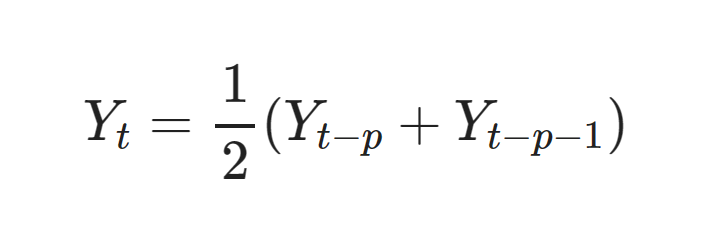 Y_t = \frac{1}{2}(Y_{t-p} + Y_{t-p-1})